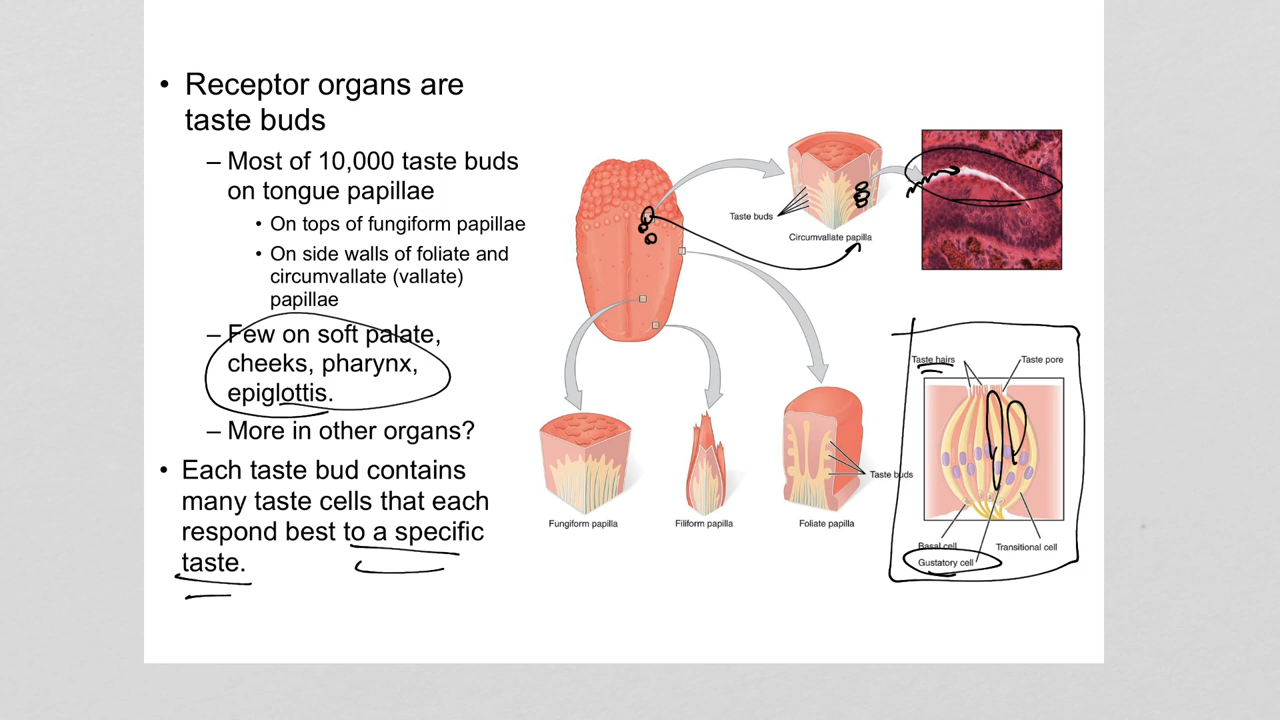 • Receptor organs are
taste buds
– Most of 10,000 taste buds
on tongue papillae
• On tops of fungiform papillae
• On side walls of foliate and
circumvallate (vallate)
papillae
– Few on soft palate,
cheeks, pharynx,
epiglottis.
– More in other organs?
• Each taste bud contains
many taste cells that each
respond best to a specific
taste.
Taste buds
Circumvallate papilla
Fungiform papilla
Filiform papilla
Foliate papilla
Taste buds
Taste hairs
Taste pore
Basal cell
Transitional cell
Gustatory cell